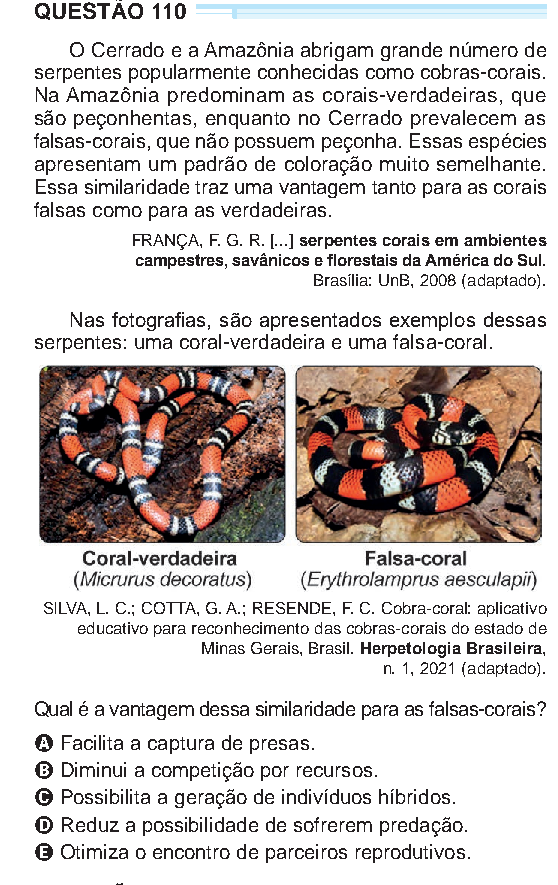 QUESTÃO 110
O Cerrado e a Amazônia abrigam grande número de
serpentes popularmente conhecidas como cobras-corais.
Na Amazônia predominam as corais-verdadeiras, que
são peçonhentas, enquanto no Cerrado prevalecem as
falsas-corais, que não possuem peçonha. Essas espécies
apresentam um padrão de coloração muito semelhante.
Essa similaridade traz uma vantagem tanto para as corais
falsas como para as verdadeiras.
FRANÇA, F. G. R. [...] serpentes corais em ambientes
campestres, savânicos e florestais da América do Sul.
Brasília: UnB, 2008 (adaptado).
Nas fotografias, são apresentados exemplos dessas
serpentes: uma coral-verdadeira e uma falsa-coral.
Coral-verdadeira
(Micrurus decoratus)
Falsa-coral
(Erythrolamprus aesculapii)
SILVA, L. C.; COTTA, G. A.; RESENDE, F. C. Cobra-coral: aplicativo
educativo para reconhecimento das cobras-corais do estado de
Minas Gerais, Brasil. Herpetologia Brasileira,
n. 1, 2021 (adaptado).
Qual é a vantagem dessa similaridade para as falsas-corais?
A Facilita a captura de presas.
B Diminui a competição por recursos.
C Possibilita a geração de indivíduos híbridos.
D Reduz a possibilidade de sofrerem predação.
E Otimiza o encontro de parceiros reprodutivos.